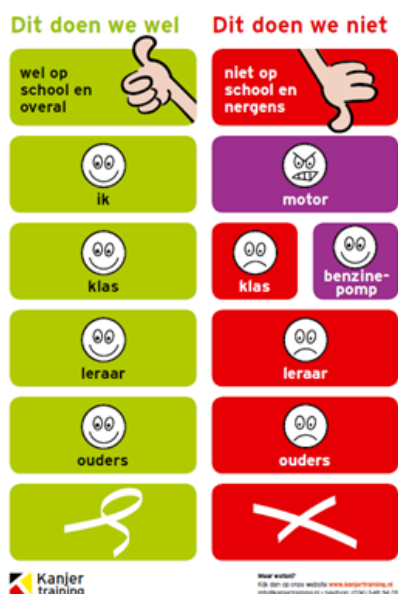 Dit doen we wel
wel op
school en
overal
ik
klas
leraar
ouders
Dit doen we niet
niet op
school en
nergens
motor
klas
benzine-
pomp
leraar
ouders
Kanjer
training
Meer weten?
Kijk dan op onze website www.kanjertraining.nl